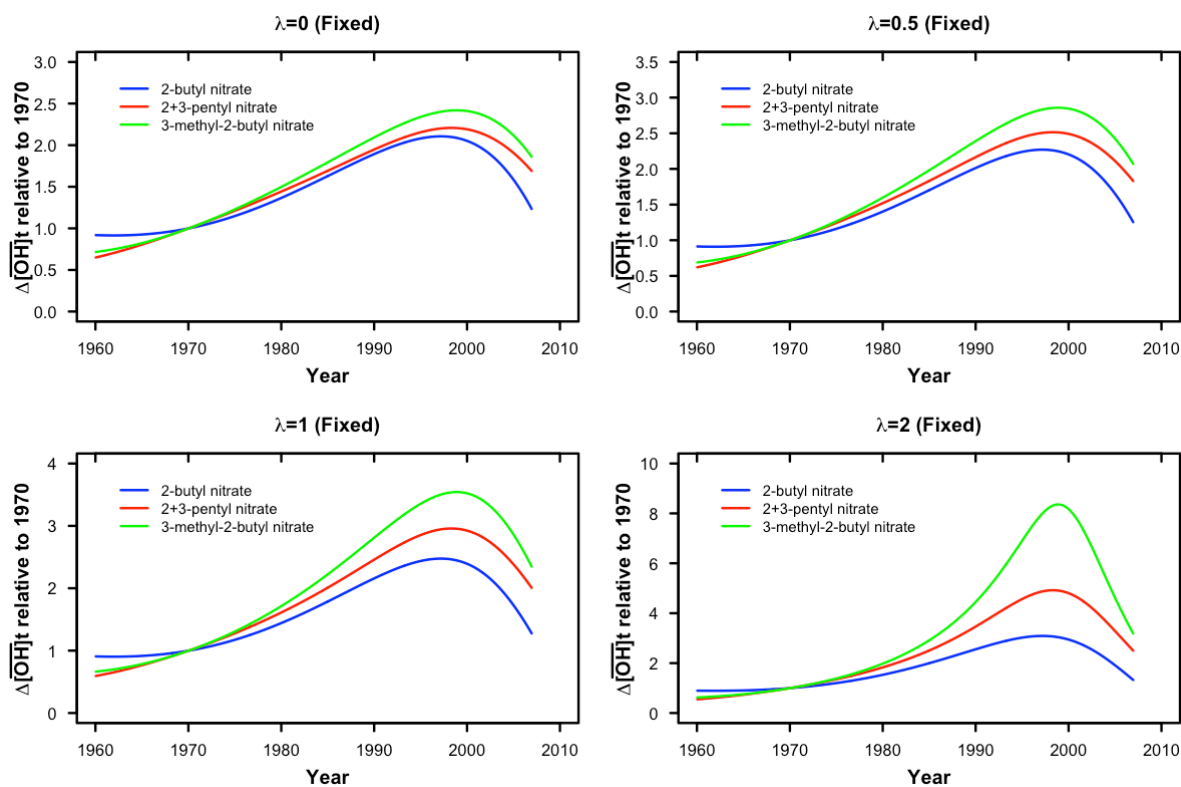 λ=0 (Fixed)
Δ[OH]t relative to 1970
3.0
2.5
2.0
1.5
1.0
0.5
0.0
2-butyl nitrate
2+3-pentyl nitrate
3-methyl-2-butyl nitrate
1960 1970 1980 1990 2000 2010
Year
λ=0.5 (Fixed)
Δ[OH]t relative to 1970
3.5
3.0
2.5
2.0
1.5
1.0
0.5
0.0
2-butyl nitrate
2+3-pentyl nitrate
3-methyl-2-butyl nitrate
1960 1970 1980 1990 2000 2010
Year
λ=1 (Fixed)
Δ[OH]t relative to 1970
4
3
2
1
0
2-butyl nitrate
2+3-pentyl nitrate
3-methyl-2-butyl nitrate
1960 1970 1980 1990 2000 2010
Year
λ=2 (Fixed)
Δ[OH]t relative to 1970
10
8
6
4
2
0
2-butyl nitrate
2+3-pentyl nitrate
3-methyl-2-butyl nitrate
1960 1970 1980 1990 2000 2010
Year